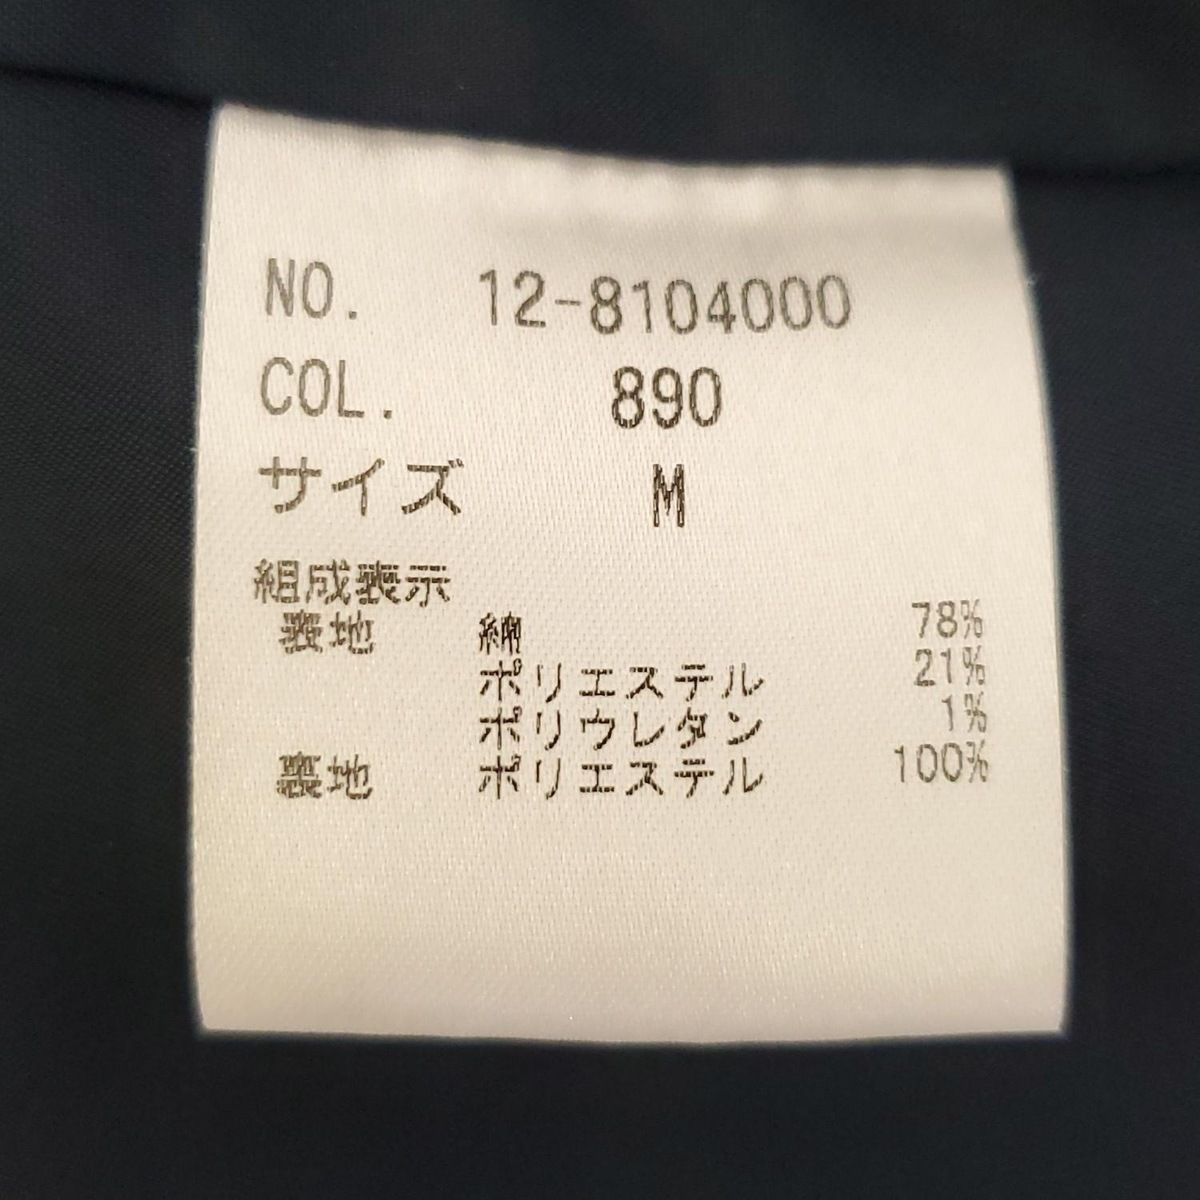 NO. 12-8104000
COL. 890
サイズ M
組成表示
表地 綿 78%
ポリエステル 21%
ポリウレタン 1%
裏地 ポリエステル 100%